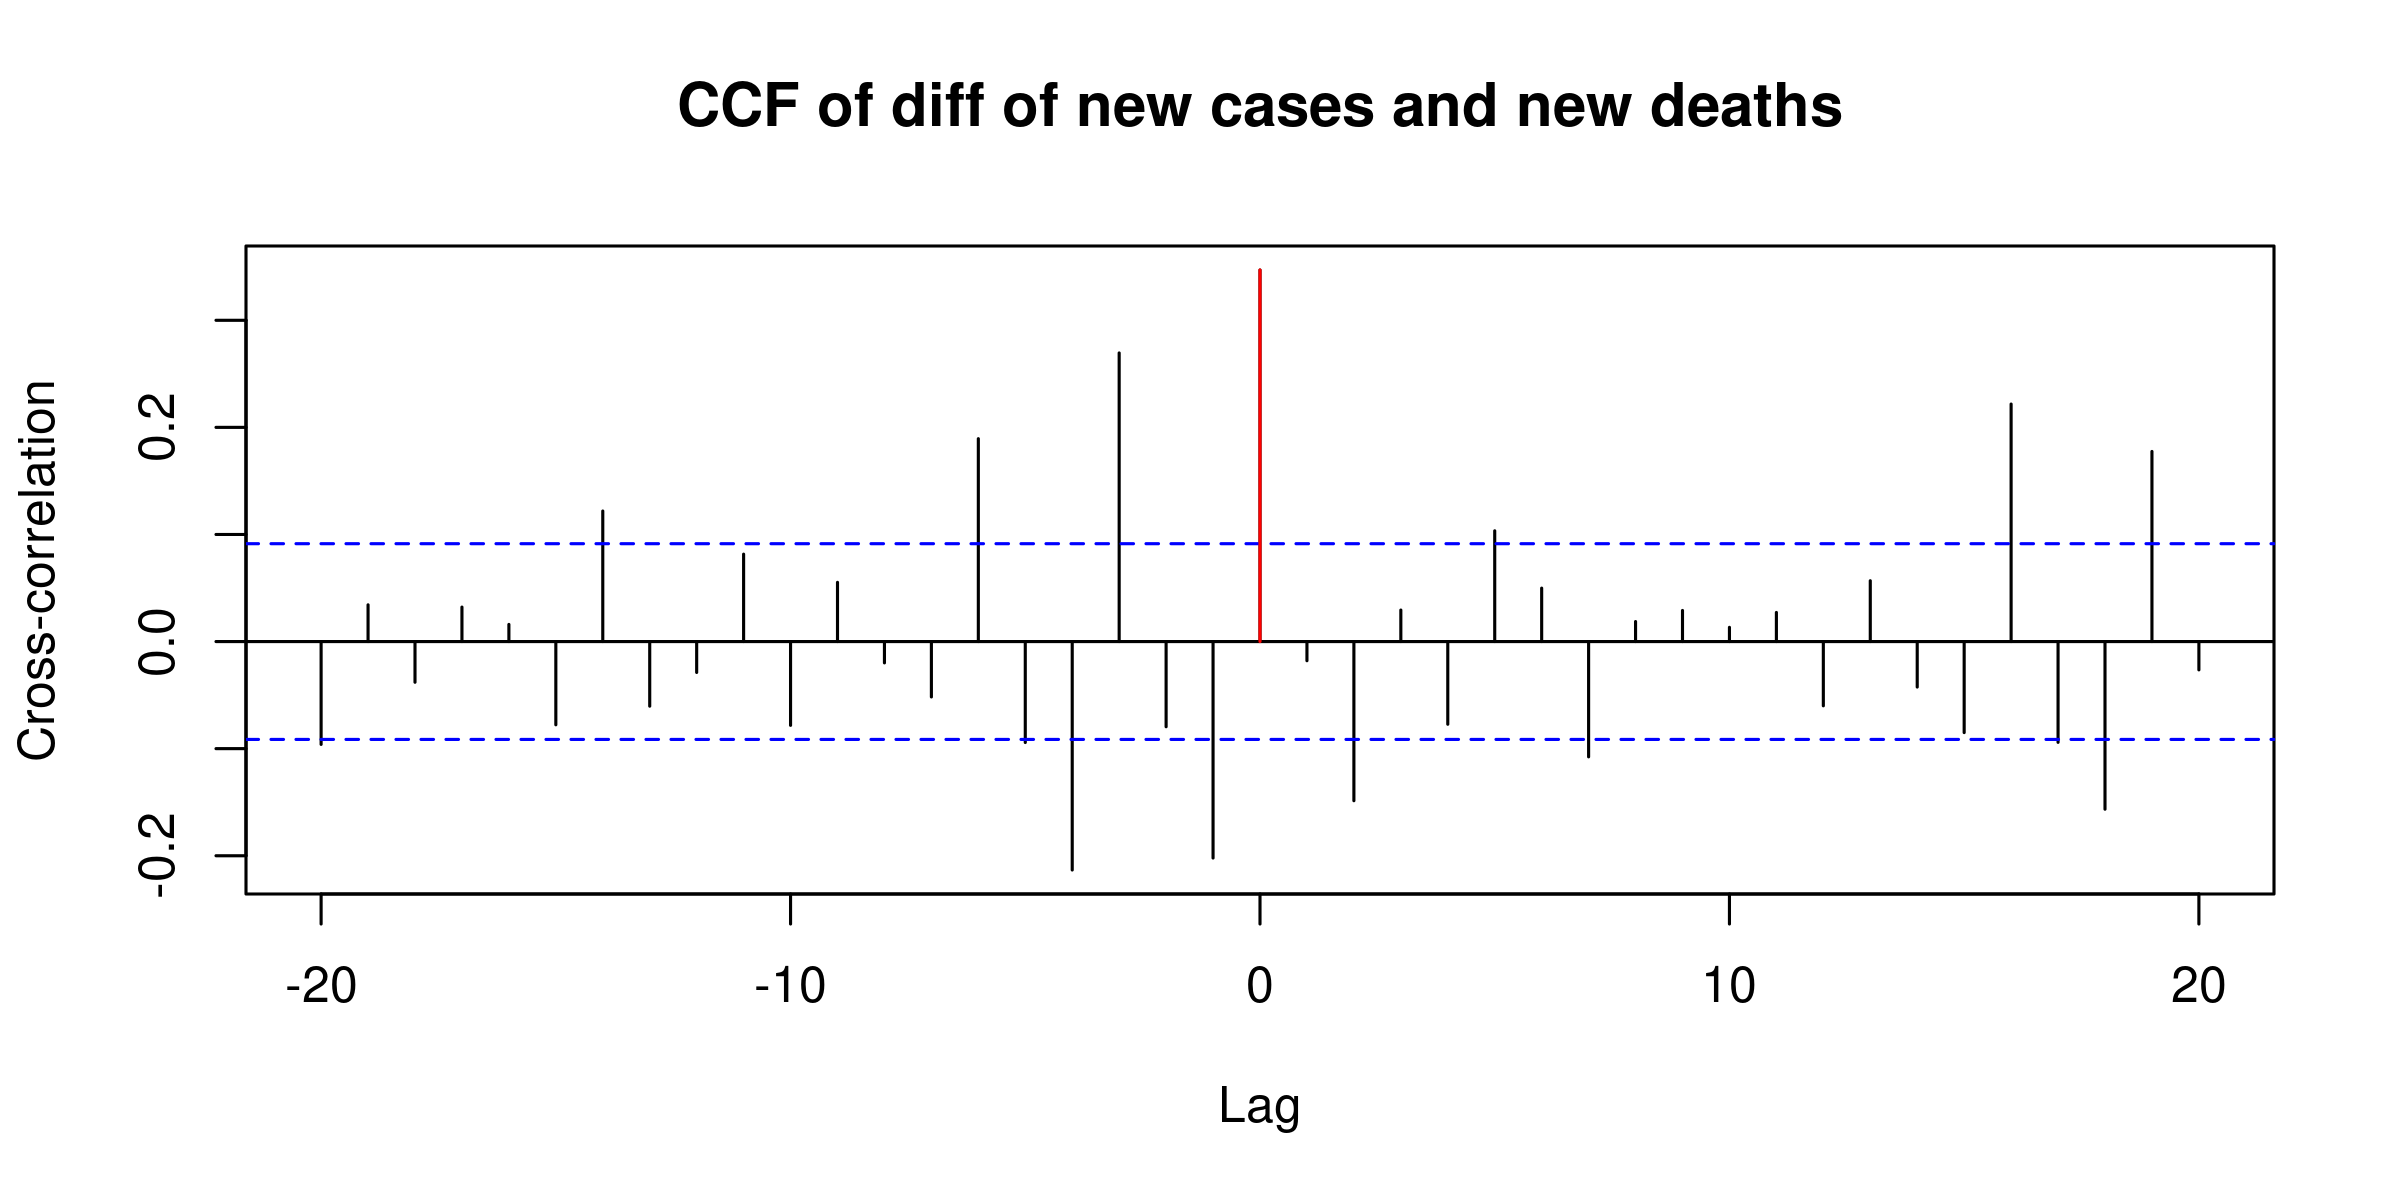 CCF of diff of new cases and new deaths
Cross-correlation
0.2
0.0
-0.2
-20 -10 0 10 20
Lag